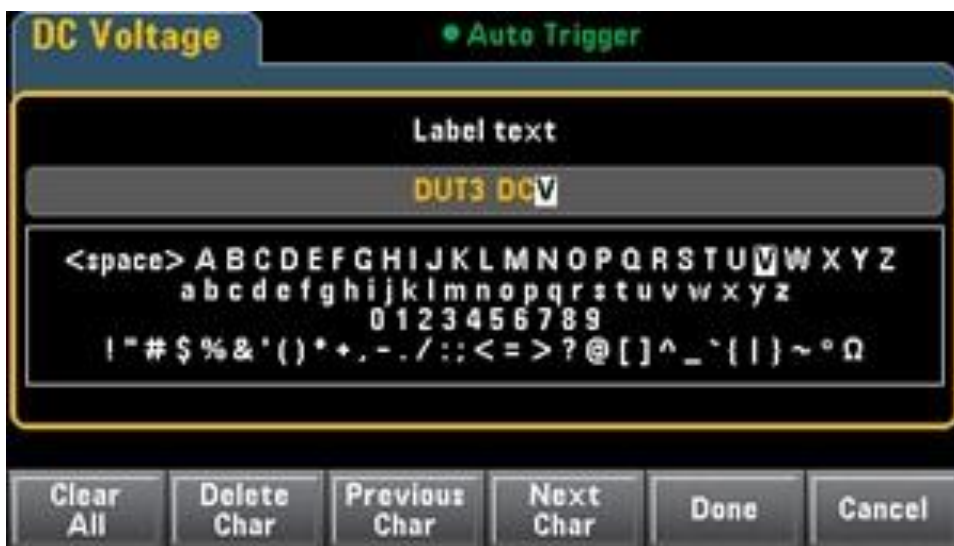 DC Voltage
Auto Trigger
Label text
DUT3 DCV
<space> A B C D E F G H I J K L M N O P Q R S T U V W X Y Z
a b c d e f g h i j k l m n o p q r s t u v w x y z
0 1 2 3 4 5 6 7 8 9
! " # $ % & ' ( ) * + , - . / : ; < = > ? @ [ ] ^ _ ` { | } ~ ° Ω
Clear All
Delete Char
Previous Char
Next Char
Done
Cancel